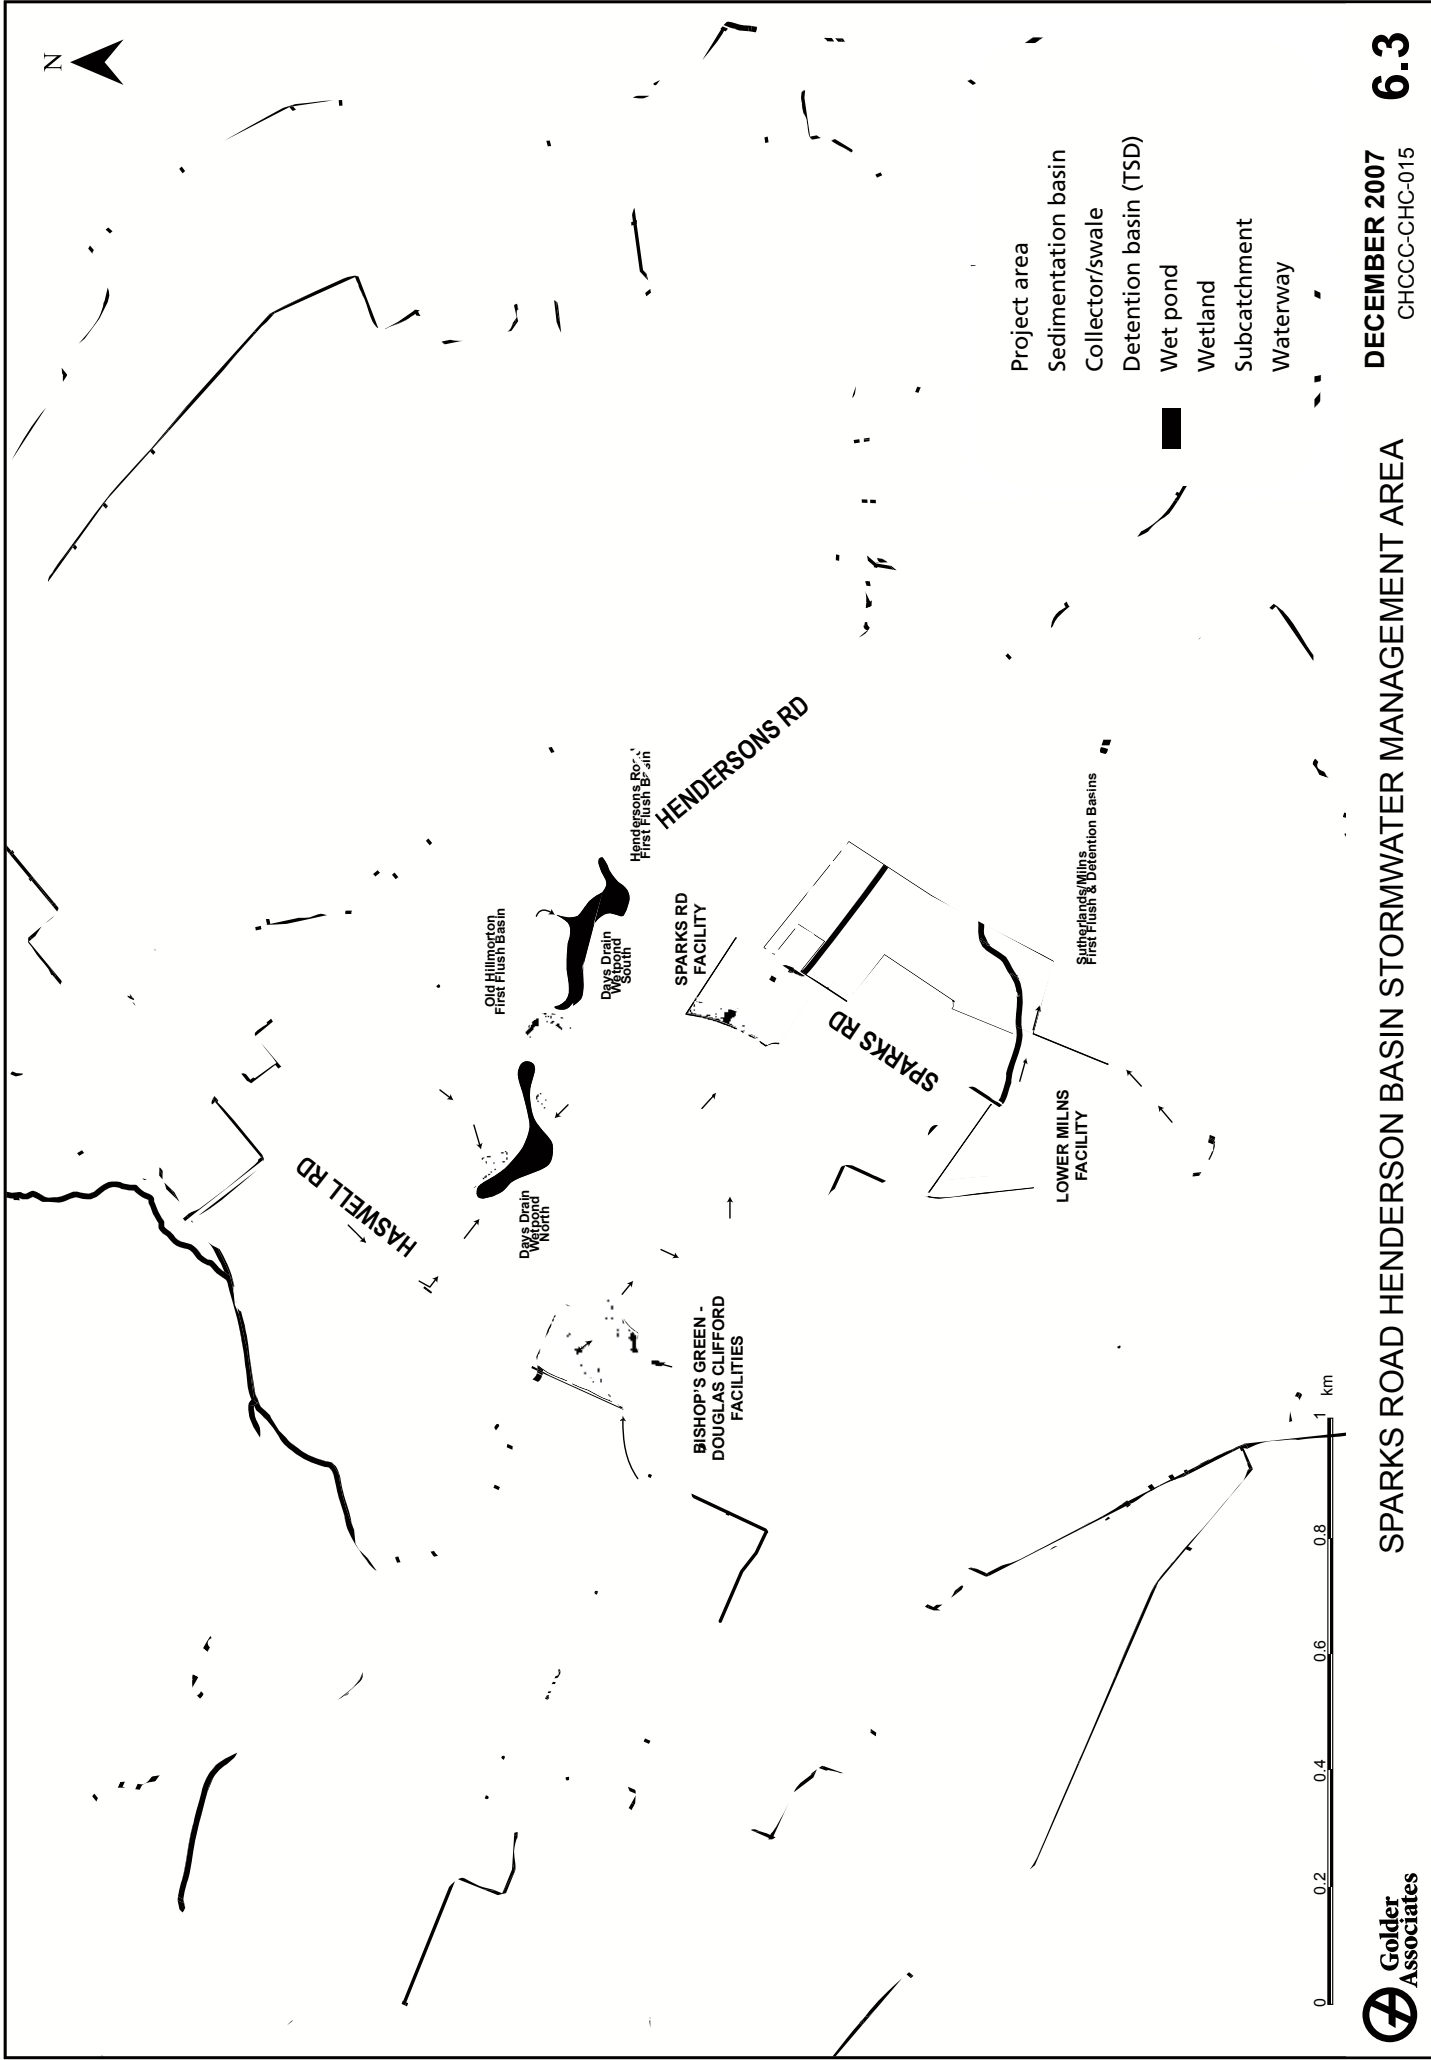 N
HASWELL RD
Old Hillmorton
First Flush Basin
Days Drain
Wetpond
North
Days Drain
Wetpond
South
First Flush
Hendersons
HENDERSONS RD
SPARKS RD
FACILITY
BISHOP'S GREEN -
DOUGLAS CLIFFORD
FACILITIES
SPARKS RD
LOWER MILNS
FACILITY
Sutherlands/Milns
First Flush & Detention Basins
Project area
Sedimentation basin
Collector/swale
Detention basin (TSD)
Wet pond
Wetland
Subcatchment
Waterway
0 0.2 0.4 0.6 0.8 1 km
Golder
Associates
SPARKS ROAD HENDERSON BASIN STORMWATER MANAGEMENT AREA
DECEMBER 2007
CHCCC-CHC-015
6.3